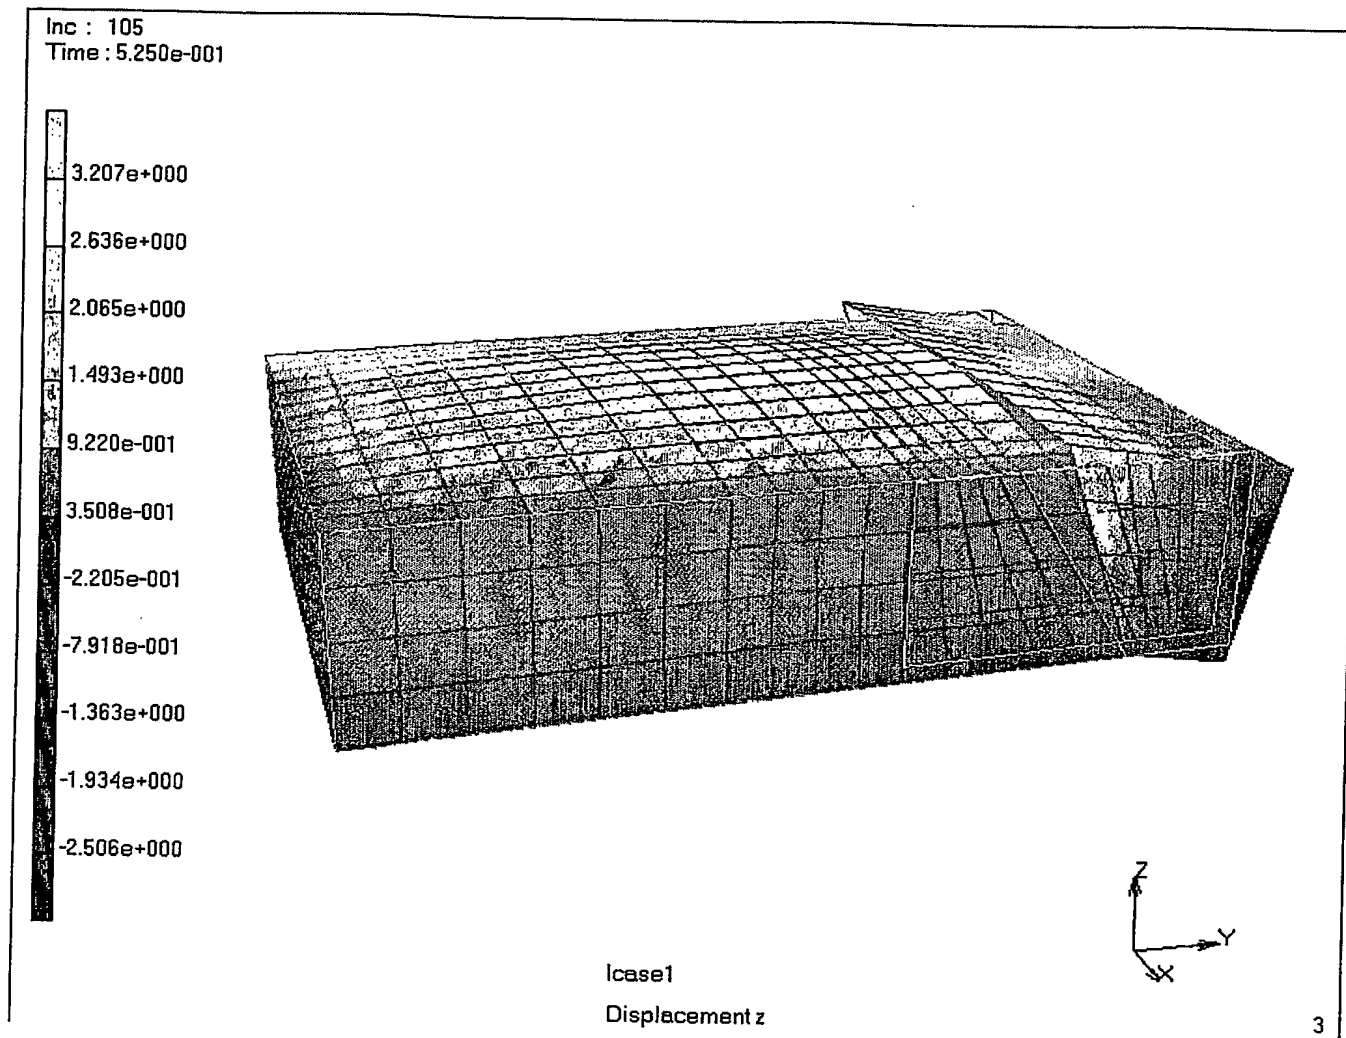 Inc : 105
Time : 5.250e-001
3.207e+000
2.636e+000
2.065e+000
1.493e+000
9.220e-001
3.508e-001
-2.205e-001
-7.918e-001
-1.363e+000
-1.934e+000
-2.506e+000
Z
Y
X
lcase1
Displacement z
3